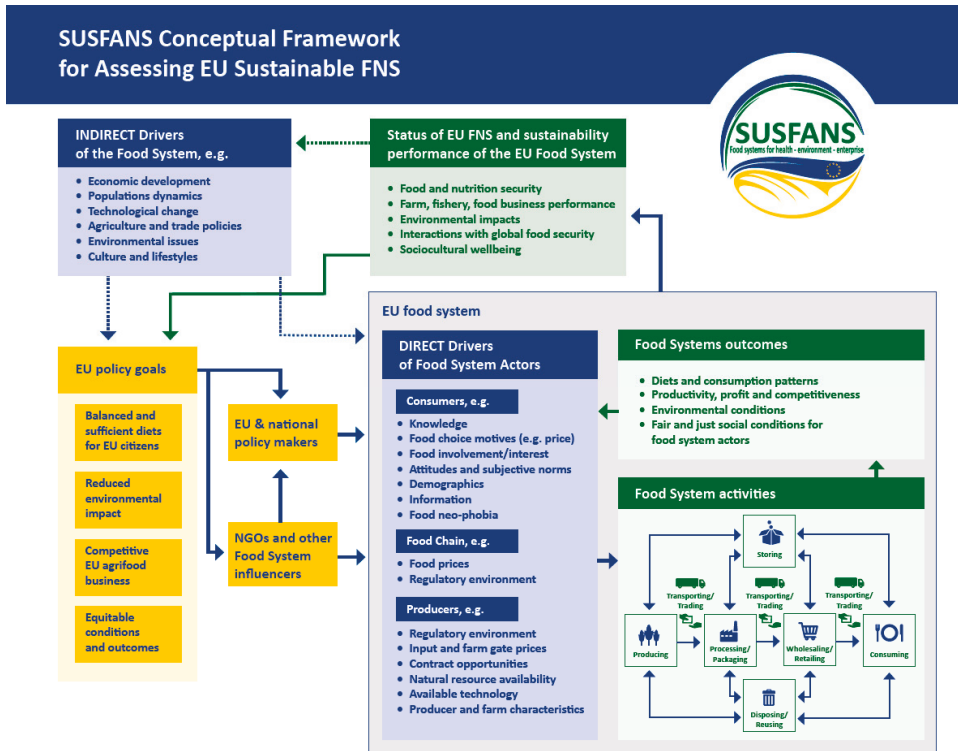 SUSFANS Conceptual Framework
for Assessing EU Sustainable FNS
SUSFANS
Food systems for health - environment - enterprise
INDIRECT Drivers
of the Food System, e.g.
• Economic development
• Populations dynamics
• Technological change
• Agriculture and trade policies
• Environmental issues
• Culture and lifestyles
Status of EU FNS and sustainability
performance of the EU Food System
• Food and nutrition security
• Farm, fishery, food business performance
• Environmental impacts
• Interactions with global food security
• Sociocultural wellbeing
EU policy goals
Balanced and
sufficient diets
for EU citizens
Reduced
environmental
impact
Competitive
EU agrifood
business
Equitable
conditions
and outcomes
EU & national
policy makers
NGOs and other
Food System
influencers
EU food system
DIRECT Drivers
of Food System Actors
Consumers, e.g.
• Knowledge
• Food choice motives (e.g. price)
• Food involvement/interest
• Attitudes and subjective norms
• Demographics
• Information
• Food neo-phobia
Food Chain, e.g.
• Food prices
• Regulatory environment
Producers, e.g.
• Regulatory environment
• Input and farm gate prices
• Contract opportunities
• Natural resource availability
• Available technology
• Producer and farm characteristics
Food Systems outcomes
• Diets and consumption patterns
• Productivity, profit and competitiveness
• Environmental conditions
• Fair and just social conditions for
food system actors
Food System activities
Storing
Transporting/
Trading
Transporting/
Trading
Transporting/
Trading
Producing
Processing/
Packaging
Wholesaling/
Retailing
Consuming
Disposing/
Reusing